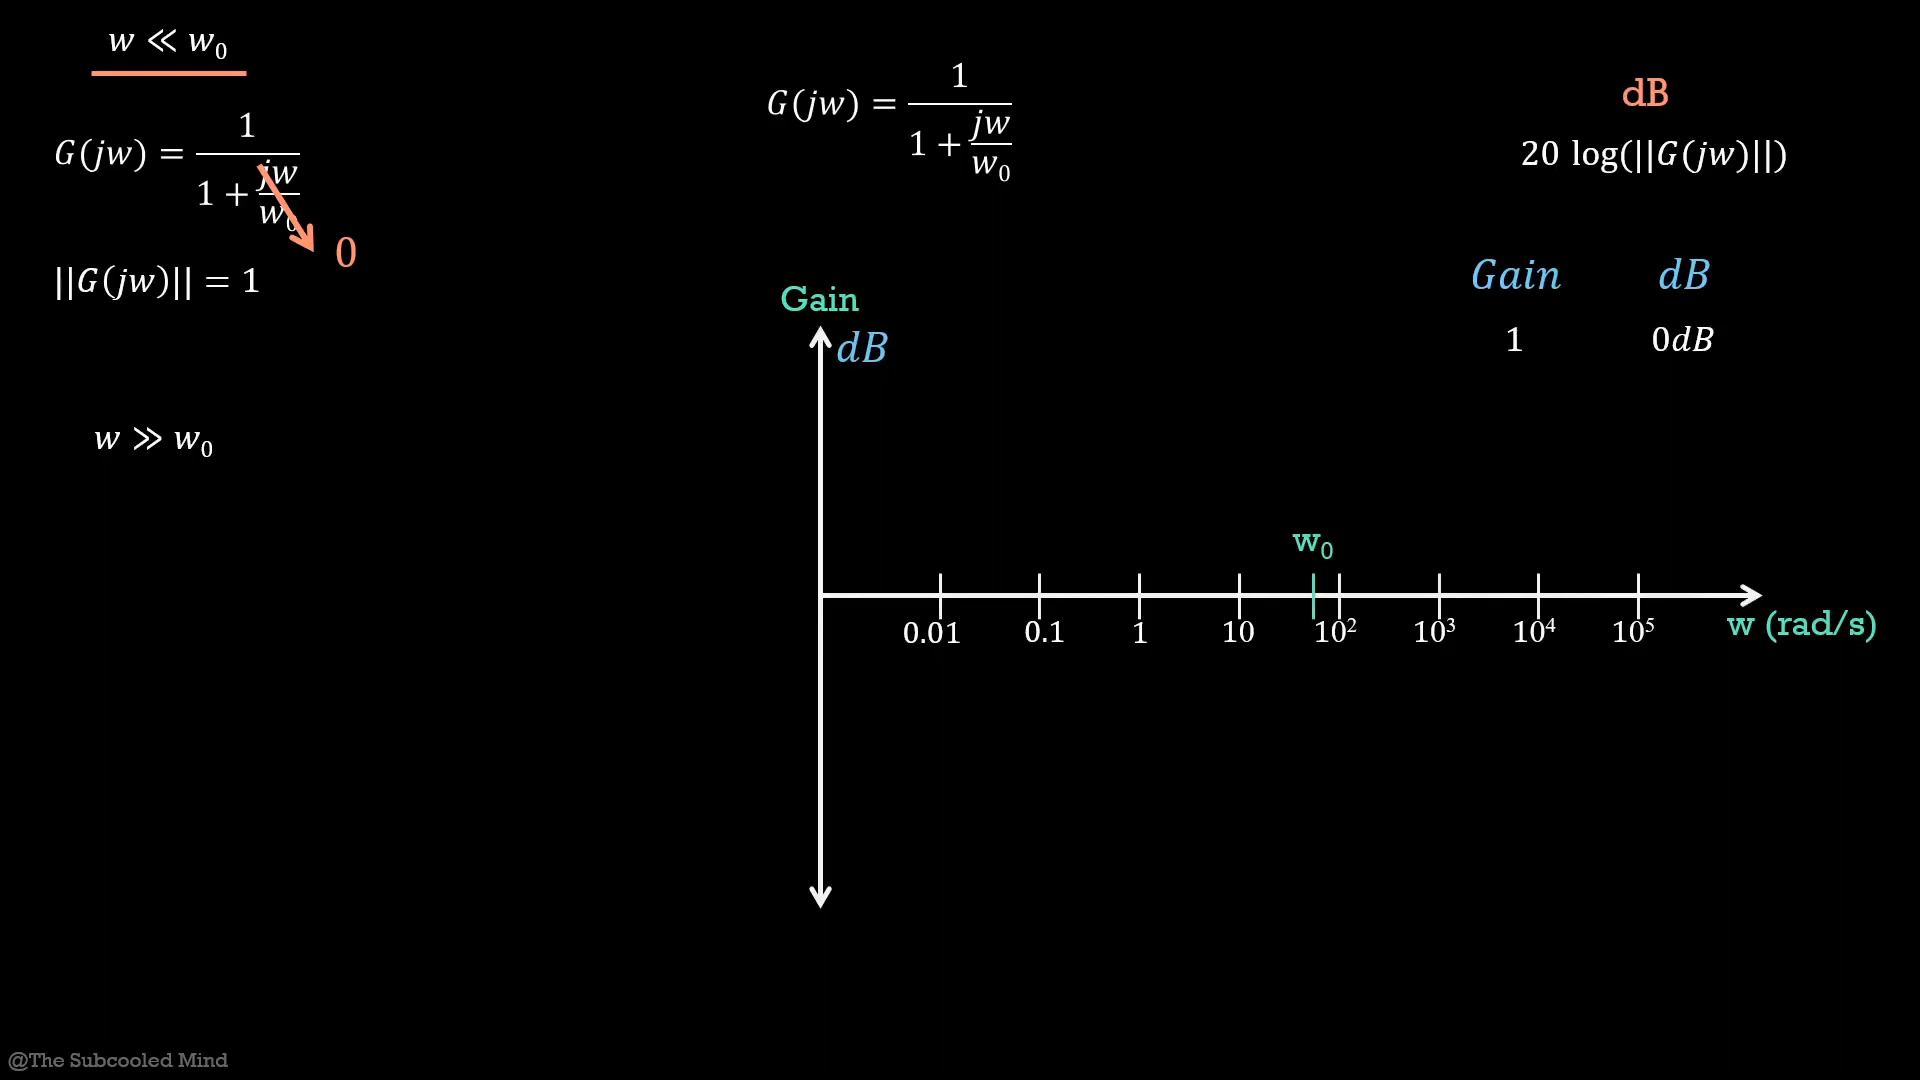 w ≪ w₀
G(jw) = 1 / (1 + jw/w₀)
0
||G(jw)|| = 1
w ≫ w₀
G(jw) = 1 / (1 + jw/w₀)
dB
20 log(||G(jw)||)
Gain dB
1 0dB
Gain
dB
w₀
0.01 0.1 1 10 10² 10³ 10⁴ 10⁵
w (rad/s)
@The Subcooled Mind